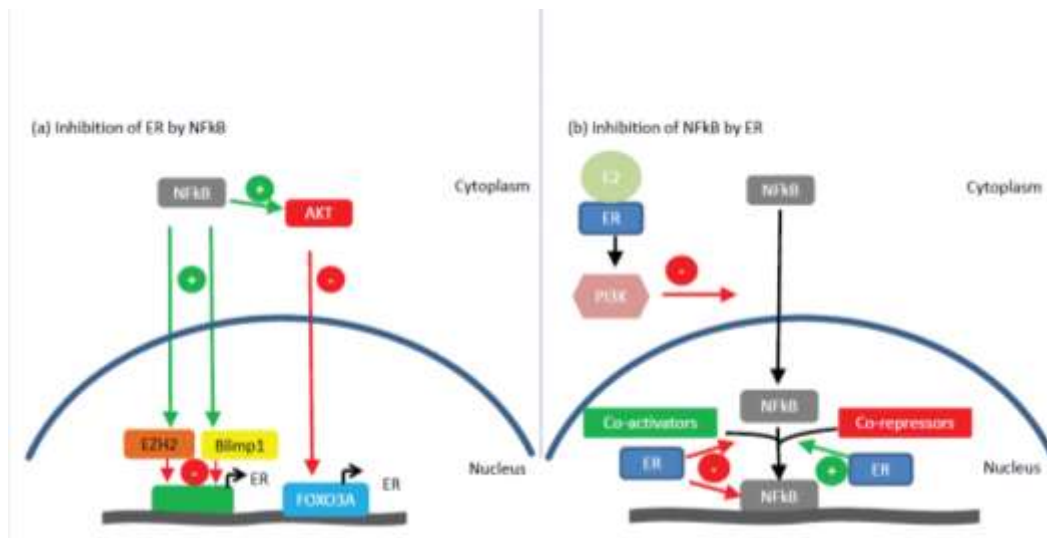 (a) Inhibition of ER by NFkB
NFkB
+
AKT
Cytoplasm
+
-
EZH2
Blimp1
-
ER
FOXO3A
ER
Nucleus
(b) Inhibition of NFkB by ER
E2
ER
PI3K
-
NFkB
Cytoplasm
NFkB
Co-activators
Co-repressors
ER
-
+
ER
NFkB
Nucleus